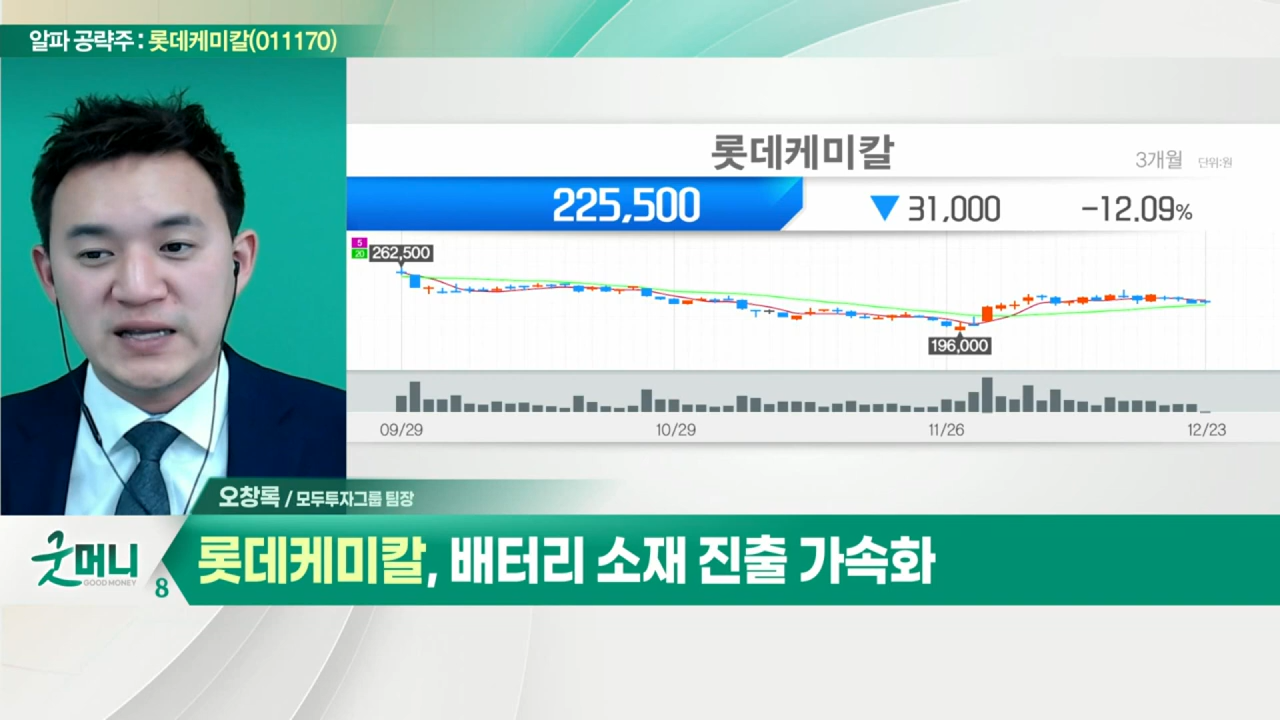 알파 공략주 : 롯데케미칼(011170)
롯데케미칼
3개월 단위:원
225,500 ▼ 31,000 -12.09%
5
20
262,500
196,000
09/29 10/29 11/26 12/23
오창록 / 모두투자그룹 팀장
굿머니
GOOD MONEY
8
롯데케미칼, 배터리 소재 진출 가속화